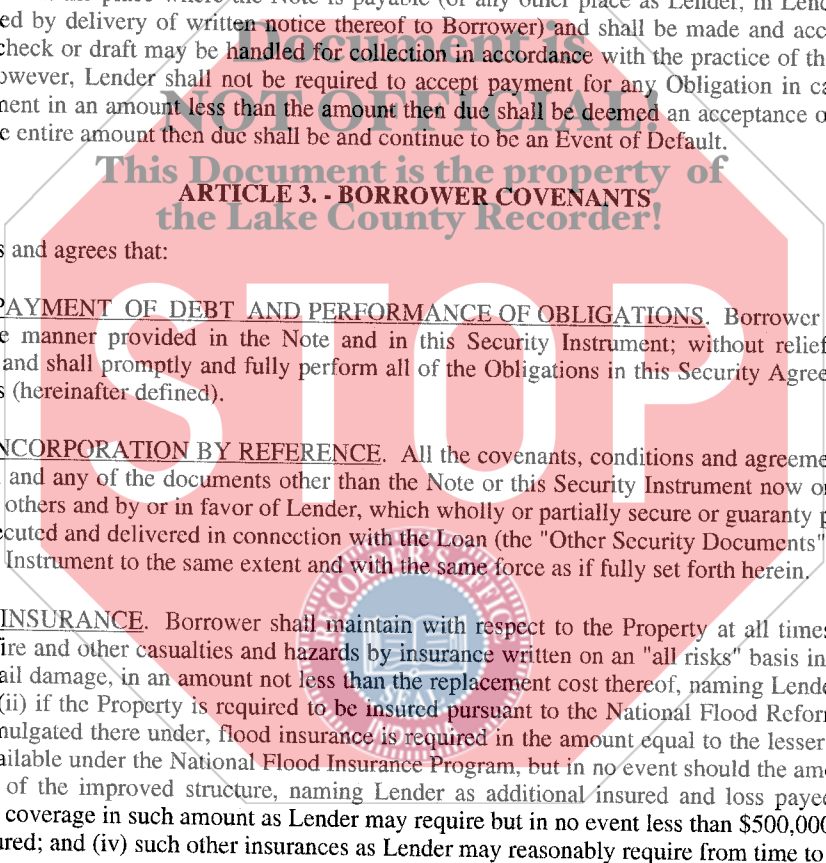 ed by delivery of written notice thereof to Borrower) and shall be made and acc
check or draft may be handled for collection in accordance with the practice of th
owever, Lender shall not be required to accept payment for any Obligation in ca
ment in an amount less than the amount then due shall be deemed an acceptance o
e entire amount then due shall be and continue to be an Event of Default.
Document is
NOT OFFICIAL!
This Document is the property of
the Lake County Recorder!
ARTICLE 3. - BORROWER COVENANTS
s and agrees that:
PAYMENT OF DEBT AND PERFORMANCE OF OBLIGATIONS. Borrower
e manner provided in the Note and in this Security Instrument; without relief
and shall promptly and fully perform all of the Obligations in this Security Agree
s (hereinafter defined).
STOP
NCORPORATION BY REFERENCE. All the covenants, conditions and agreeme
and any of the documents other than the Note or this Security Instrument now o
others and by or in favor of Lender, which wholly or partially secure or guaranty p
ecuted and delivered in connection with the Loan (the "Other Security Documents"
Instrument to the same extent and with the same force as if fully set forth herein.
RECORDER'S OFFICE
SEAL
INSURANCE. Borrower shall maintain with respect to the Property at all times
ire and other casualties and hazards by insurance written on an "all risks" basis in
ail damage, in an amount not less than the replacement cost thereof, naming Lende
(ii) if the Property is required to be insured pursuant to the National Flood Refor
mulgated there under, flood insurance is required in the amount equal to the lesser
ailable under the National Flood Insurance Program, but in no event should the am
of the improved structure, naming Lender as additional insured and loss payee
coverage in such amount as Lender may require but in no event less than $500,000
ured; and (iv) such other insurances as Lender may reasonably require from time to